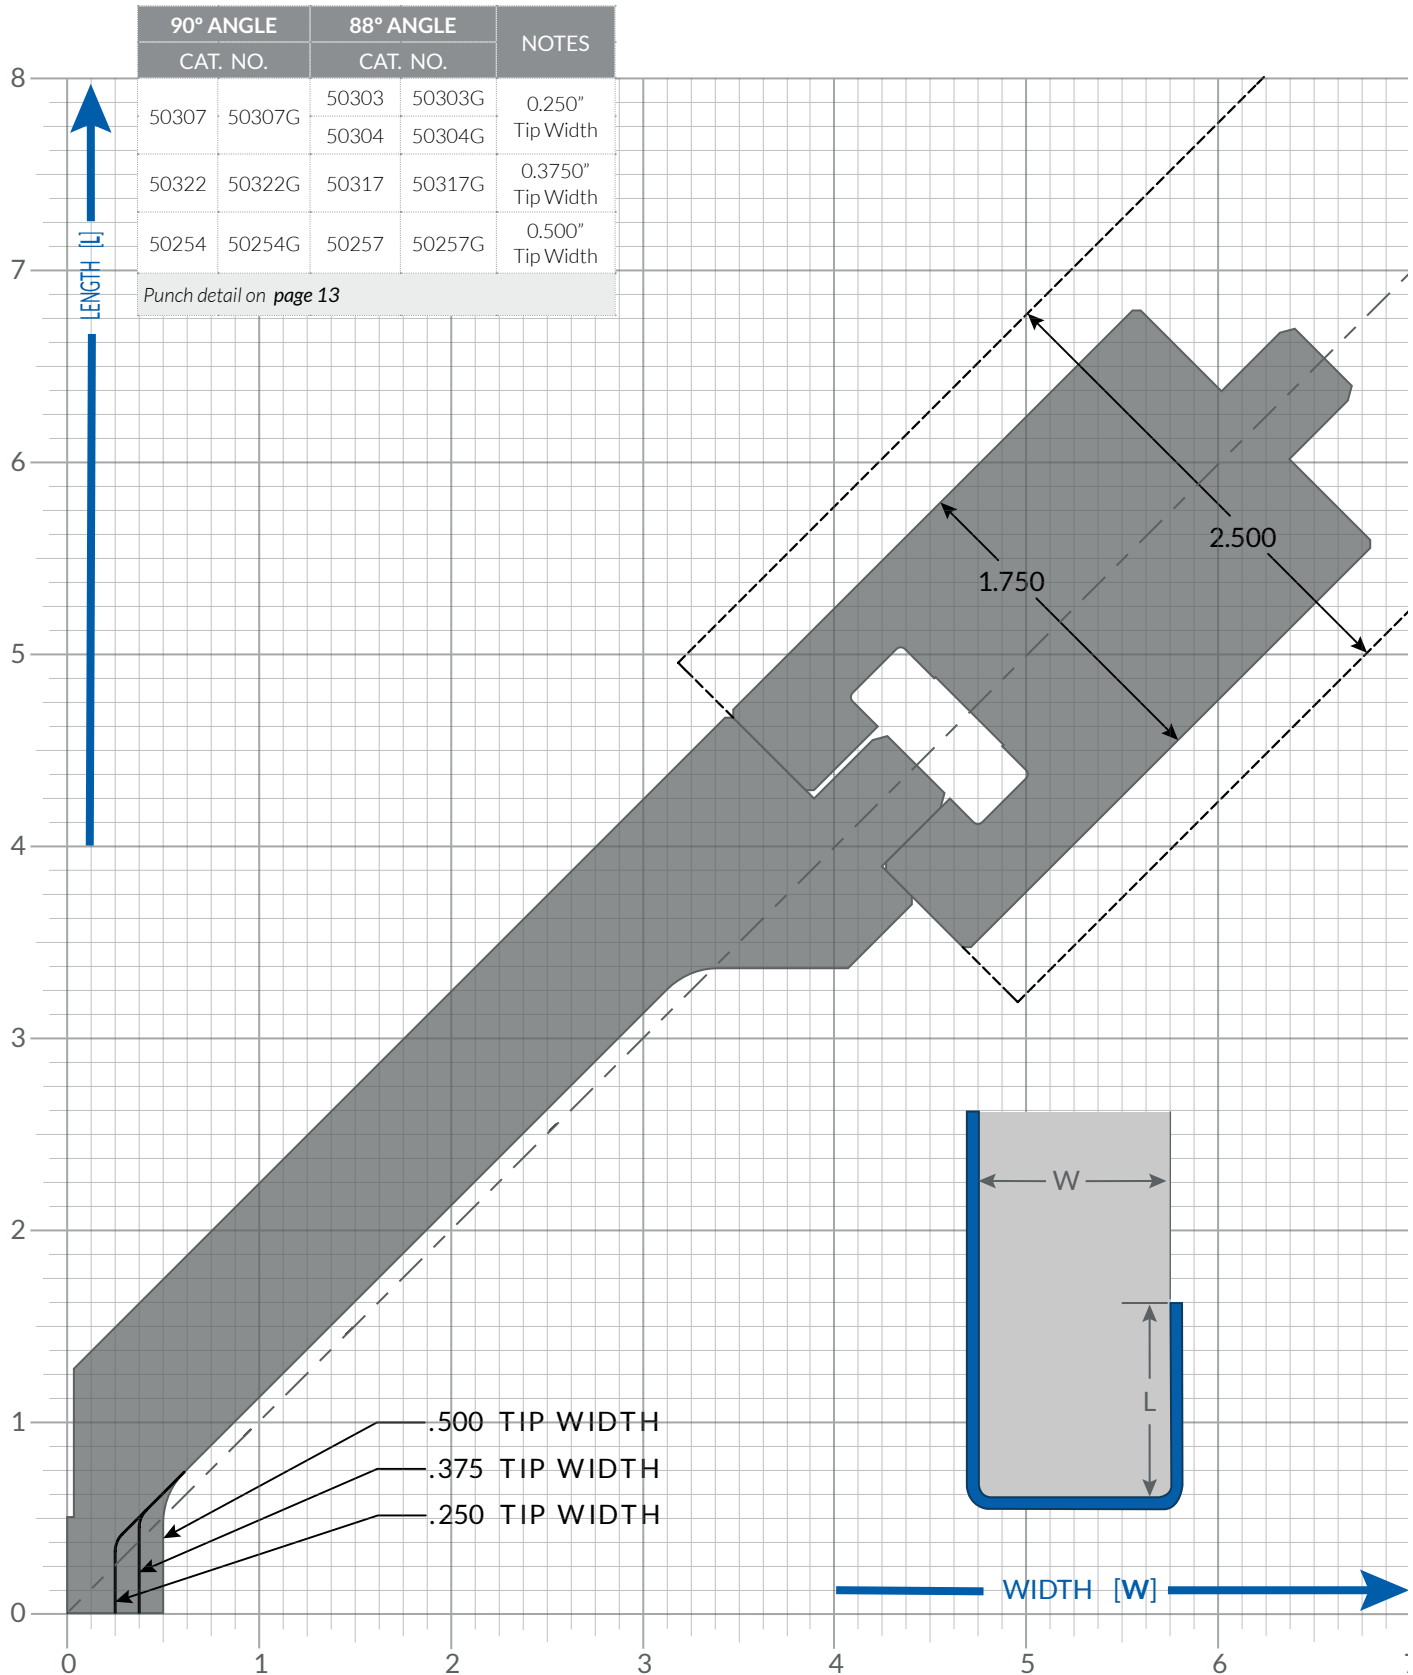 90° ANGLE 88° ANGLE NOTES
CAT. NO. CAT. NO.
50307 50307G 50303 50303G 0.250”
50304 50304G Tip Width
50322 50322G 50317 50317G 0.3750”
Tip Width
50254 50254G 50257 50257G 0.500”
Tip Width
Punch detail on page 13
8
7
6
5
4
3
2
1
0
LENGTH [L]
2.500
1.750
W
L
.500 TIP WIDTH
.375 TIP WIDTH
.250 TIP WIDTH
WIDTH [W]
0 1 2 3 4 5 6